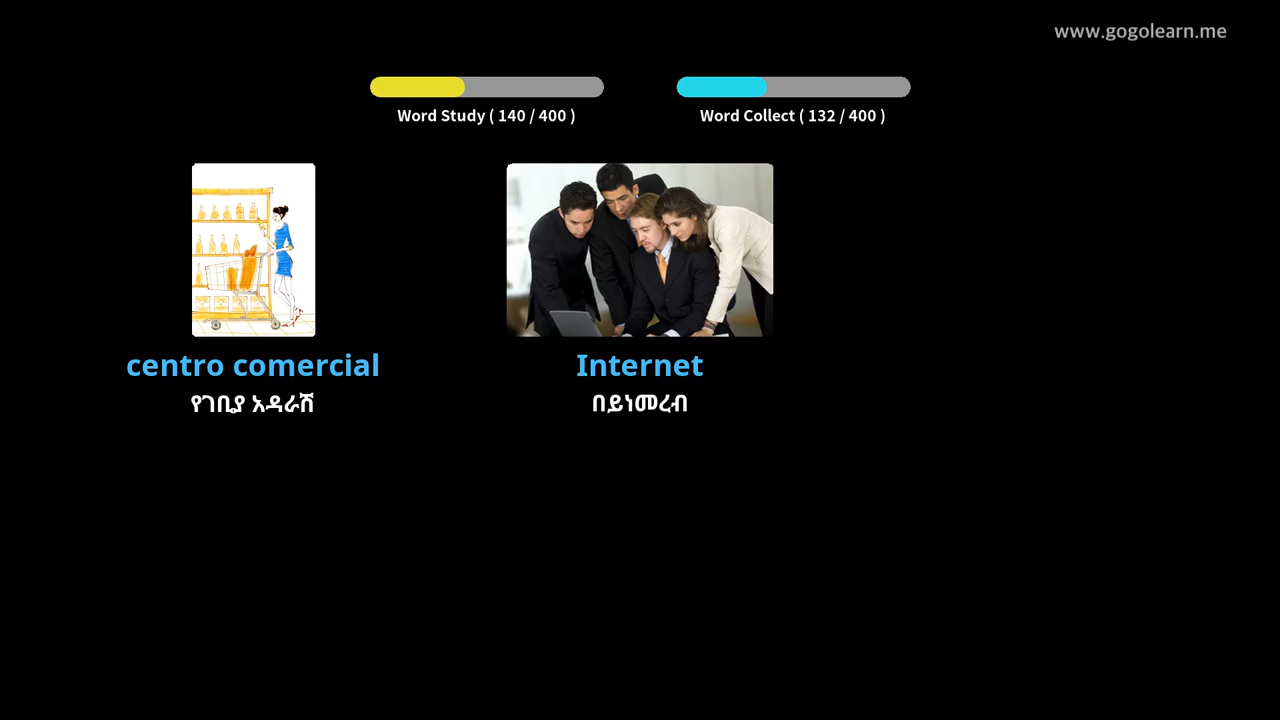 www.gogolearn.me
Word Study ( 140 / 400 )
Word Collect ( 132 / 400 )
centro comercial
የገቢያ አዳራሽ
Internet
በይነመረብ